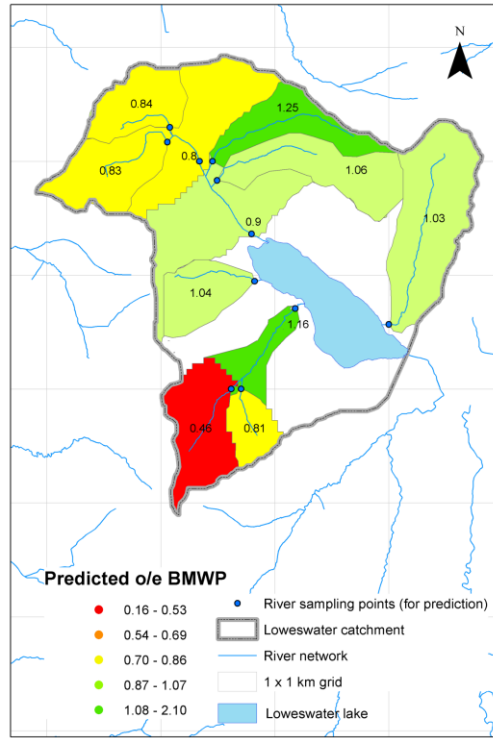 N
0.84
1.25
0.83
0.8
1.06
1.03
0.9
1.04
1.16
0.46
0.81
Predicted o/e BMWP
0.16 - 0.53
0.54 - 0.69
0.70 - 0.86
0.87 - 1.07
1.08 - 2.10
River sampling points (for prediction)
Loweswater catchment
River network
1 x 1 km grid
Loweswater lake